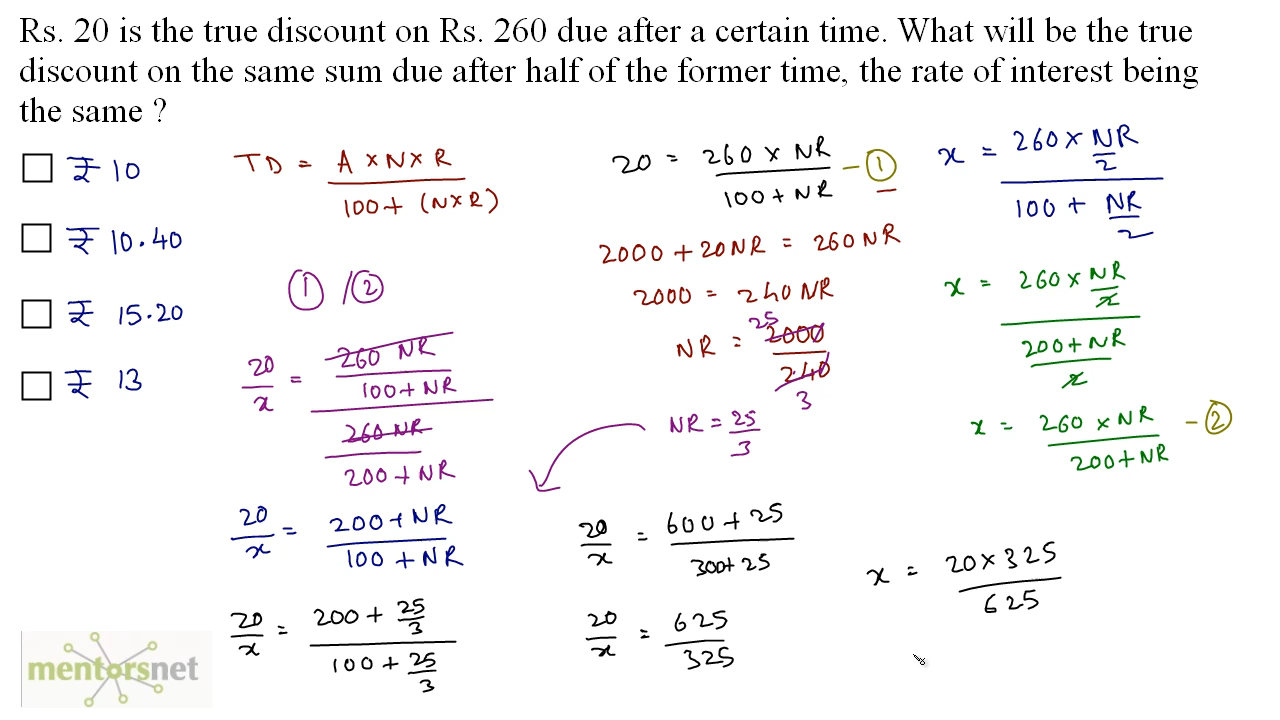 Rs. 20 is the true discount on Rs. 260 due after a certain time. What will be the true
discount on the same sum due after half of the former time, the rate of interest being
the same ?
☐ ₹ 10
☐ ₹ 10.40
☐ ₹ 15.20
☐ ₹ 13
TD = A × N × R / 100 + (N × R)
① / ②
20/x = (260 NR / 100 + NR) / (260 NR / 200 + NR)
20/x = 200 + NR / 100 + NR
20/x = 200 + 25/3 / 100 + 25/3
20 = 260 × NR / 100 + NR – ①
2000 + 20NR = 260NR
2000 = 240 NR
NR = 2000 / 240 25 3
NR = 25/3
20/x = 600 + 25 / 300 + 25
20/x = 625 / 325
x = 260 × NR/2 / 100 + NR/2
x = 260 × NR/2 / 200 + NR/2
x = 260 × NR / 200 + NR – ②
x = 20 × 325 / 625
mentorsnet